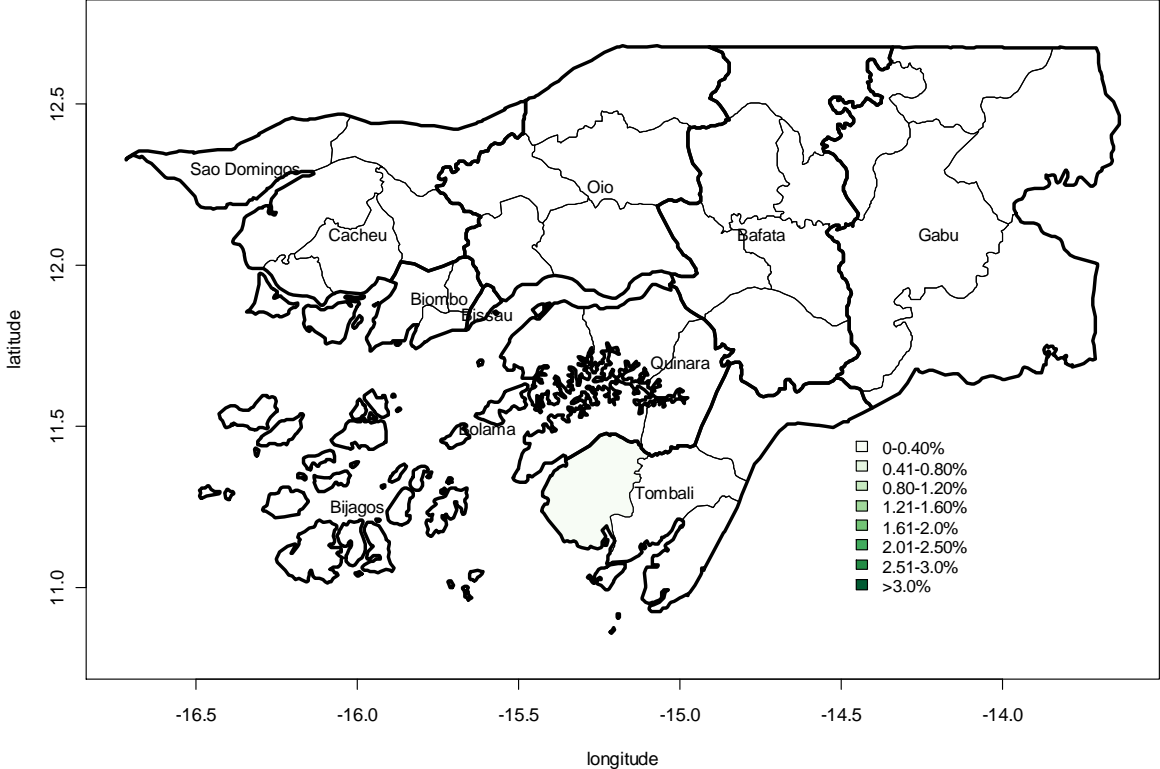 latitude
12.5
12.0
11.5
11.0
Sao Domingos
Oio
Cacheu
Bafata
Gabu
Biombo
Bissau
Quinara
Bolama
Tombali
Bijagos
0-0.40%
0.41-0.80%
0.80-1.20%
1.21-1.60%
1.61-2.0%
2.01-2.50%
2.51-3.0%
>3.0%
-16.5 -16.0 -15.5 -15.0 -14.5 -14.0
longitude